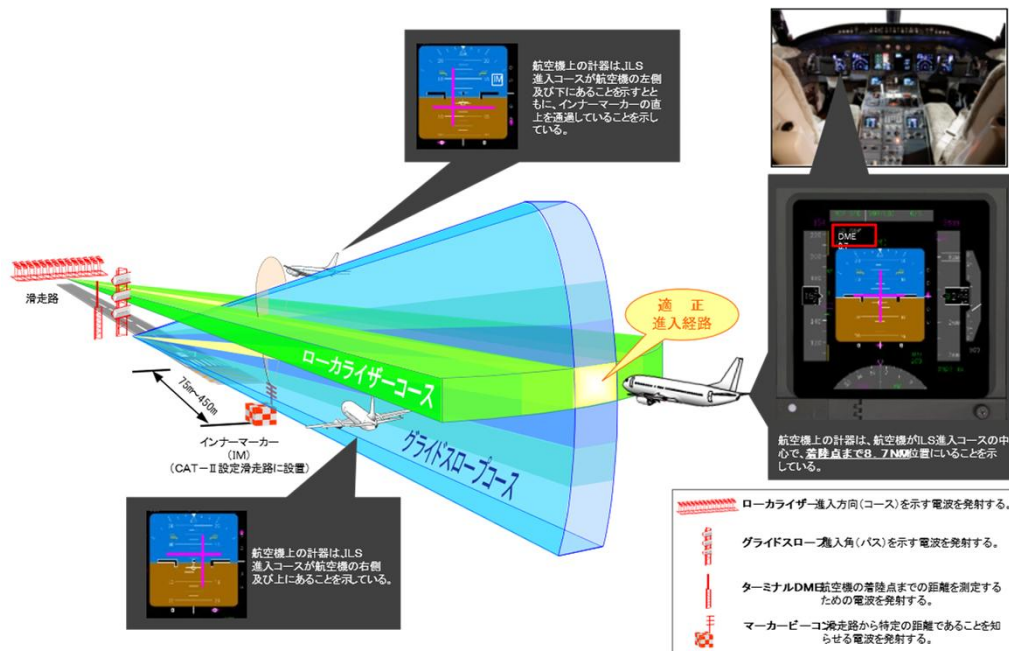 航空機上の計器は、ILS
進入コースが航空機の左側
及び下にあることを示すとと
もに、インナーマーカーの直
上を通過していることを示し
ている。
IM
DME
8.7
適 正
進入経路
滑走路
ローカライザーコース
グライドスロープコース
75m~450m
インナーマーカー
(IM)
(CAT-Ⅱ設定滑走路に設置)
航空機上の計器は、ILS
進入コースが航空機の右側
及び上にあることを示している。
航空機上の計器は、航空機がILS進入コースの中
心で、着陸点まで8.7NM位置にいることを示
している。
ローカライザー進入方向(コース)を示す電波を発射する。
グライドスロープ進入角(パス)を示す電波を発射する。
ターミナルDME航空機の着陸点までの距離を測定する
ための電波を発射する。
マーカービーコン滑走路から特定の距離であることを知
らせる電波を発射する。